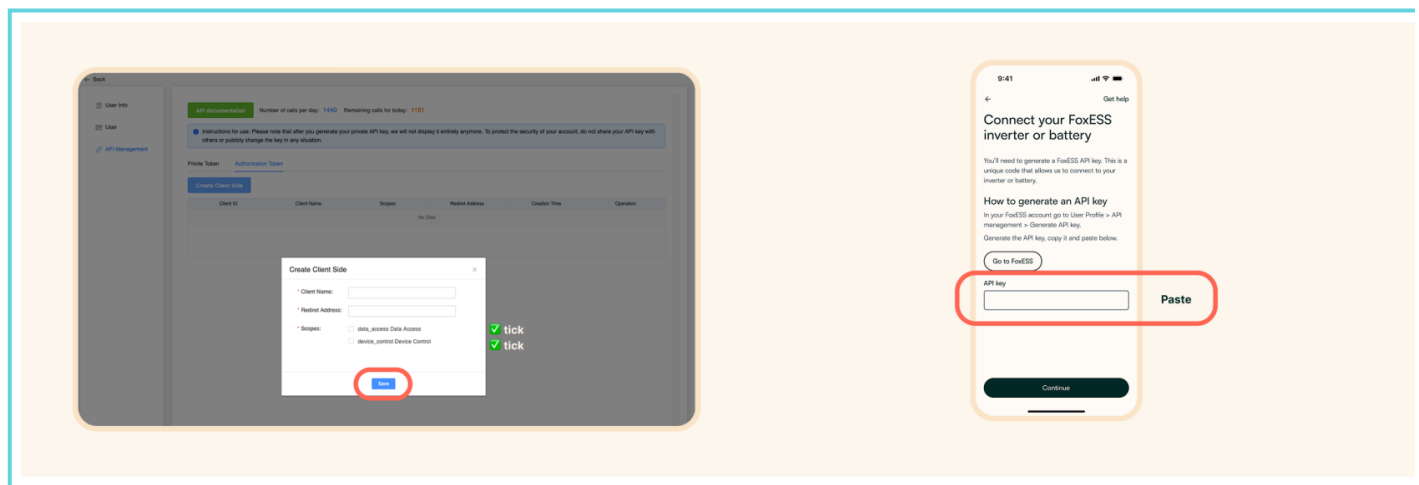 ← Back
User Info
User
API Management
API documentation Number of calls per day: 1440 Remaining calls for today: 1181
Instructions for use: Please note that after you generate your private API key, we will not display it entirely anymore. To protect the security of your account, do not share your API key with
others or publicly change the key in any situation.
Private Token Authorization Token
Create Client Side
Client ID Client Name Scopes Redirect Address Creation Time Operation
No Data
Create Client Side ×
* Client Name:
* Redirect Address:
* Scopes: data_access Data Access
device_control Device Control
✅ tick
✅ tick
Save
9:41
← Get help
Connect your FoxESS
inverter or battery
You'll need to generate a FoxESS API key. This is a
unique code that allows us to connect to your
inverter or battery.
How to generate an API key
In your FoxESS account go to User Profile > API
management > Generate API key.
Generate the API key, copy it and paste below.
Go to FoxESS
API key
Paste
Continue